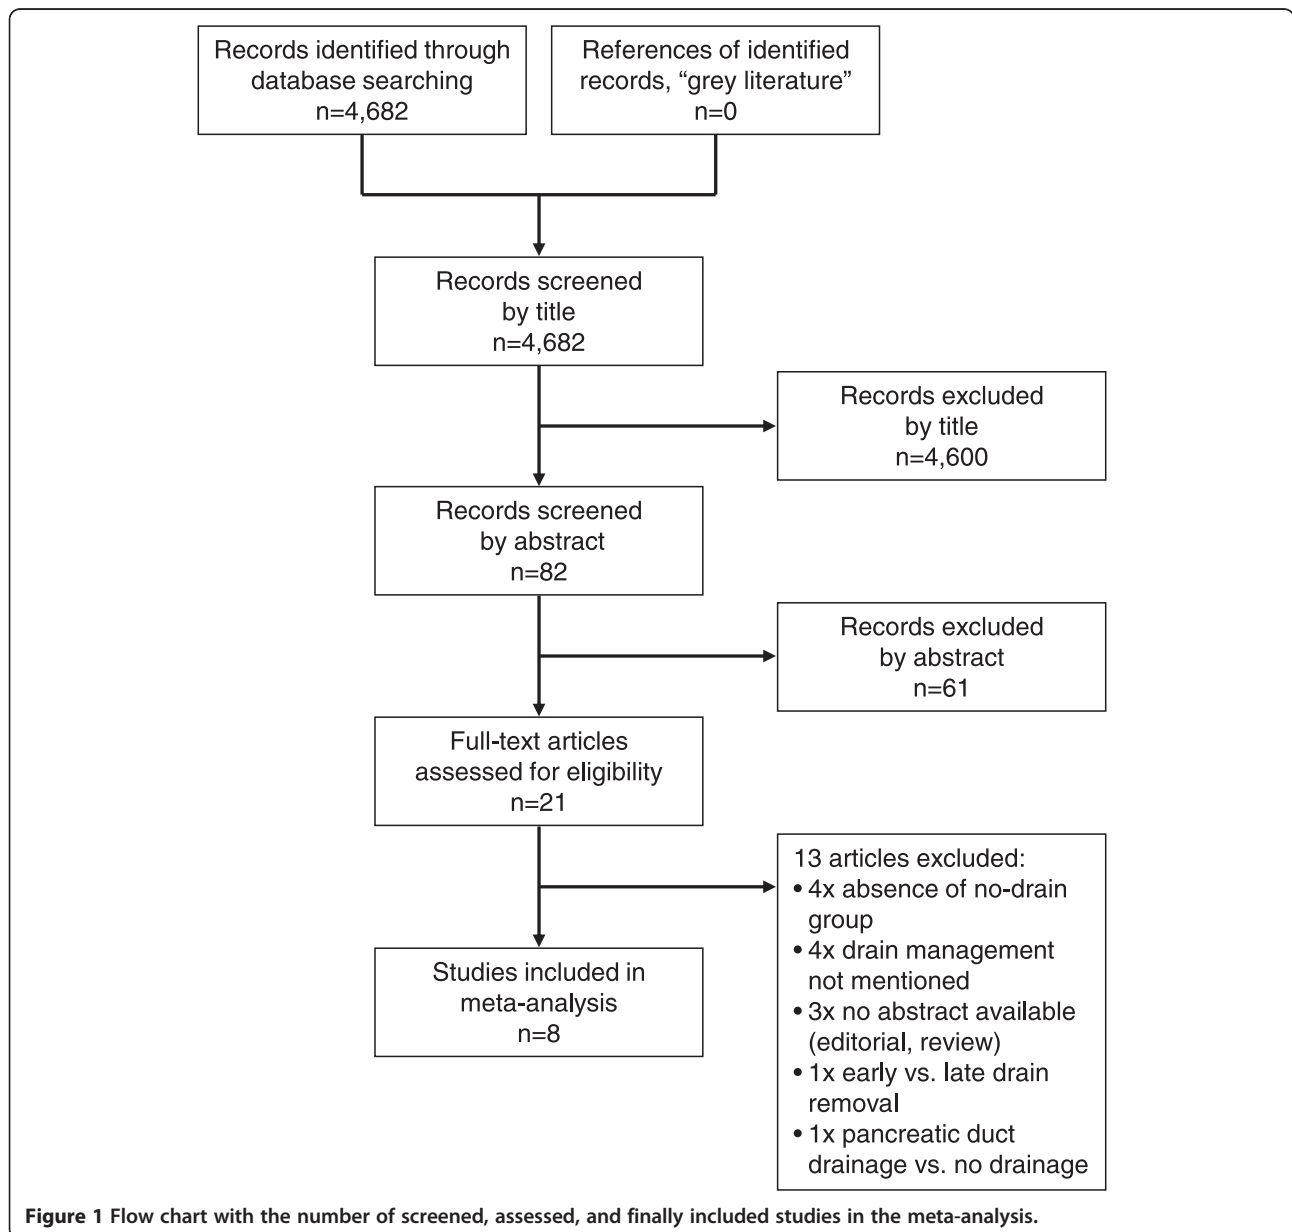 Records identified through
database searching
n=4,682
References of identified
records, “grey literature”
n=0
Records screened
by title
n=4,682
Records excluded
by title
n=4,600
Records screened
by abstract
n=82
Records excluded
by abstract
n=61
Full-text articles
assessed for eligibility
n=21
13 articles excluded:
• 4x absence of no-drain
group
• 4x drain management
not mentioned
• 3x no abstract available
(editorial, review)
• 1x early vs. late drain
removal
• 1x pancreatic duct
drainage vs. no drainage
Studies included in
meta-analysis
n=8
Figure 1 Flow chart with the number of screened, assessed, and finally included studies in the meta-analysis.